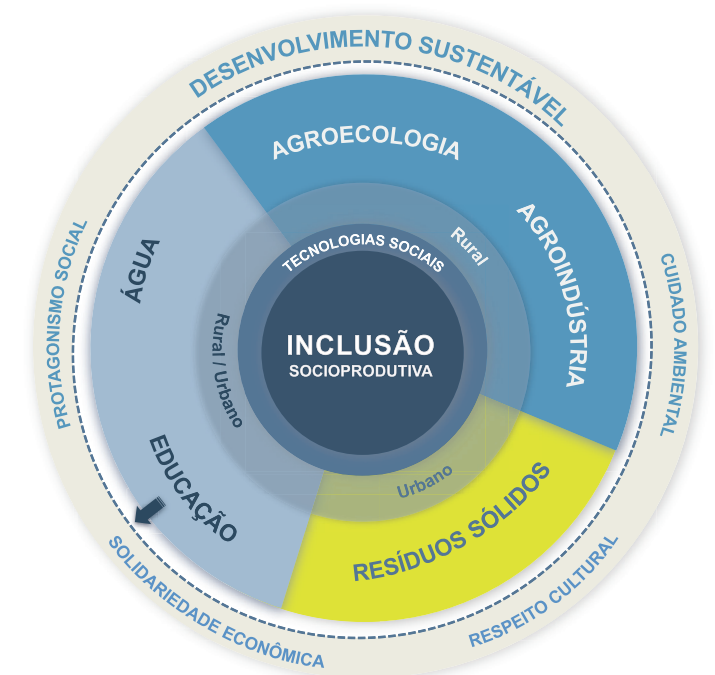 DESENVOLVIMENTO SUSTENTÁVEL
AGROECOLOGIA
AGROINDÚSTRIA
Rural
TECNOLOGIAS SOCIAIS
ÁGUA
PROTAGONISMO SOCIAL
CUIDADO AMBIENTAL
Rural / Urbano
INCLUSÃO
SOCIOPRODUTIVA
EDUCAÇÃO
Urbano
RESÍDUOS SÓLIDOS
SOLIDARIEDADE ECONÔMICA
RESPEITO CULTURAL